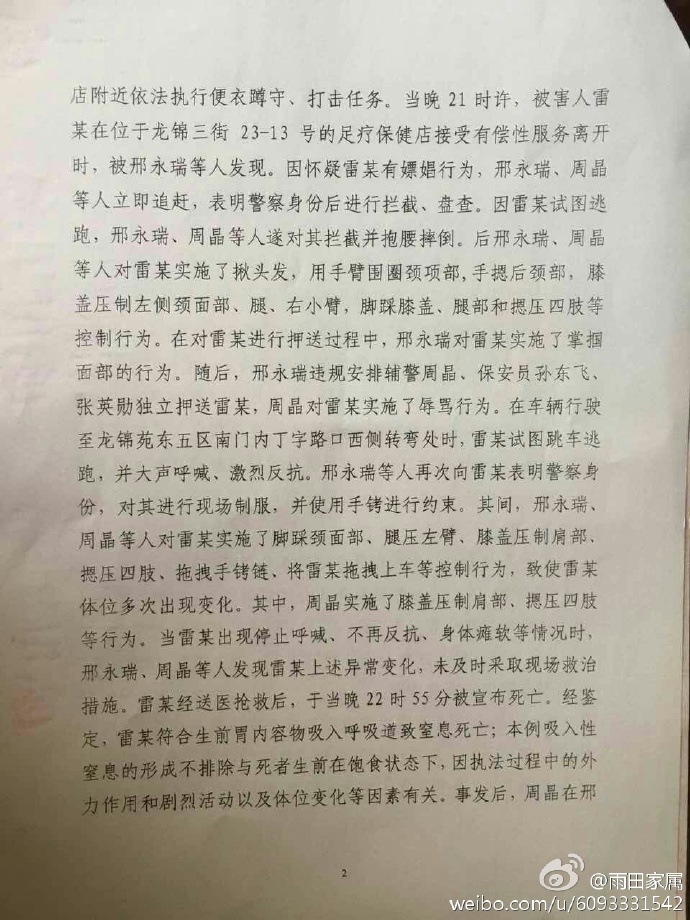 店附近依法执行便衣蹲守、打击任务。当晚 21 时许，被害人雷
某在位于龙锦三街 23-13 号的足疗保健店接受有偿性服务离开
时，被邢永瑞等人发现。因怀疑雷某有嫖娼行为，邢永瑞、周晶
等人立即追赶，表明警察身份后进行拦截、盘查。因雷某试图逃
跑，邢永瑞、周晶等人遂对其拦截并抱腰摔倒。后邢永瑞、周晶
等人对雷某实施了揪头发，用手臂围圈颈项部,手摁后颈部，膝
盖压制左侧颈面部、腿、右小臂，脚踩膝盖、腿部和摁压四肢等
控制行为。在对雷某进行押送过程中，邢永瑞对雷某实施了掌掴
面部的行为。随后，邢永瑞违规安排辅警周晶、保安员孙东飞、
张英勋独立押送雷某，周晶对雷某实施了辱骂行为。在车辆行驶
至龙锦苑东五区南门内丁字路口西侧转弯处时，雷某试图跳车逃
跑，并大声呼喊、激烈反抗。邢永瑞等人再次向雷某表明警察身
份，对其进行现场制服，并使用手铐进行约束。其间，邢永瑞、
周晶等人对雷某实施了脚踩颈面部、腿压左臂、膝盖压制肩部、
摁压四肢、拖拽手铐链、将雷某拖拽上车等控制行为，致使雷某
体位多次出现变化。其中，周晶实施了膝盖压制肩部、摁压四肢
等行为。当雷某出现停止呼喊、不再反抗、身体瘫软等情况时，
邢永瑞、周晶等人发现雷某上述异常变化，未及时采取现场救治
措施。雷某经送医抢救后，于当晚 22 时 55 分被宣布死亡。经鉴
定，雷某符合生前胃内容物吸入呼吸道致窒息死亡；本例吸入性
窒息的形成不排除与死者生前在饱食状态下，因执法过程中的外
力作用和剧烈活动以及体位变化等因素有关。事发后，周晶在邢
2
@雨田家属
weibo.com/u/6093331542